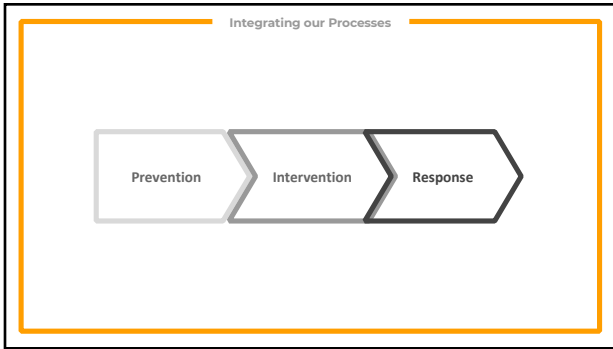 Integrating our Processes
Prevention
Intervention
Response